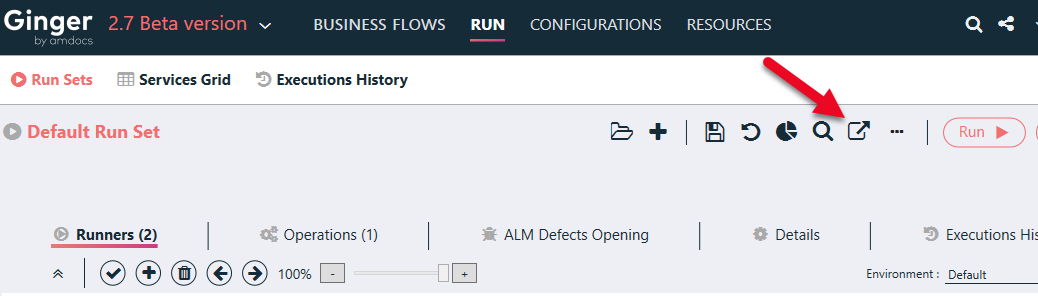 Ginger 2.7 Beta version BUSINESS FLOWS RUN CONFIGURATIONS RESOURCES
by amdocs
Run Sets Services Grid Executions History
Default Run Set Run
Runners (2) Operations (1) ALM Defects Opening Details Executions His
100% - + Environment : Default